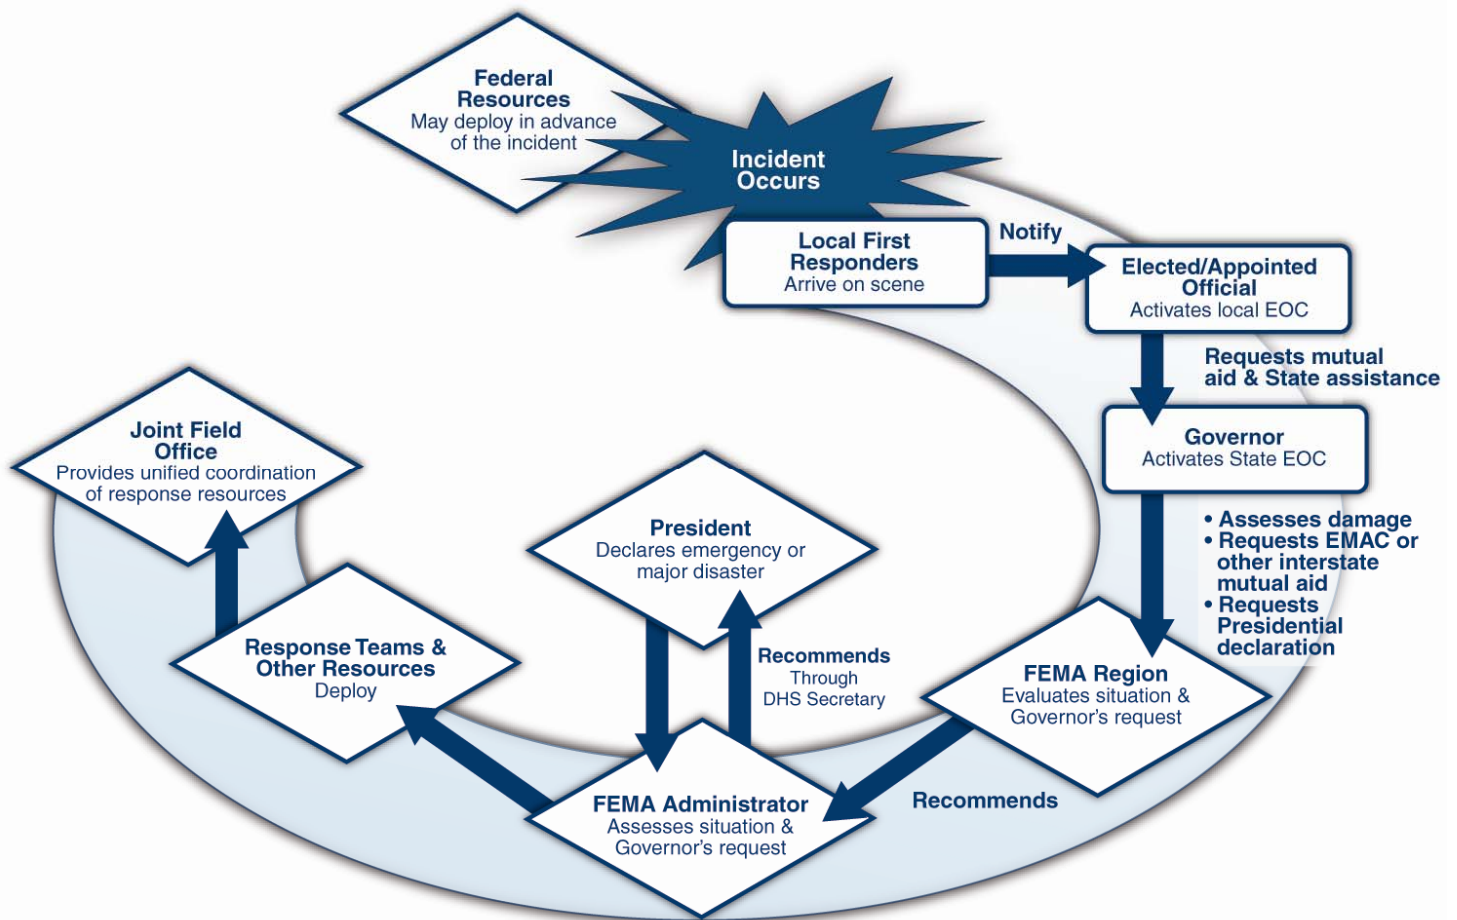 Federal
Resources
May deploy in advance
of the incident
Incident
Occurs
Local First
Responders
Arrive on scene
Notify
Elected/Appointed
Official
Activates local EOC
Requests mutual
aid & State assistance
Governor
Activates State EOC
• Assesses damage
• Requests EMAC or
other interstate
mutual aid
• Requests
Presidential
declaration
FEMA Region
Evaluates situation &
Governor's request
Recommends
FEMA Administrator
Assesses situation &
Governor's request
Recommends
Through
DHS Secretary
President
Declares emergency or
major disaster
Response Teams &
Other Resources
Deploy
Joint Field
Office
Provides unified coordination
of response resources